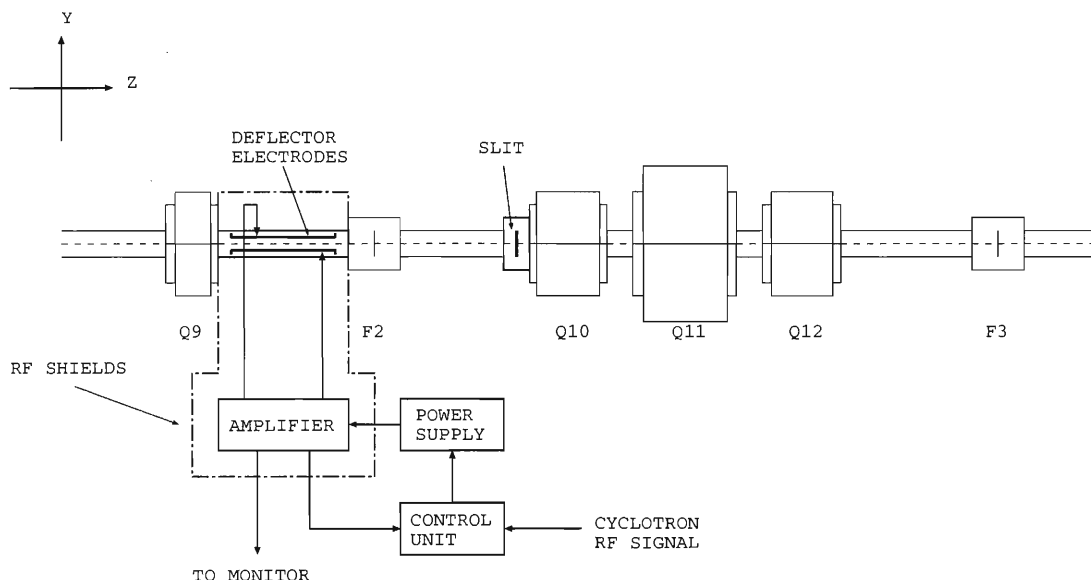 Y
Z
DEFLECTOR
ELECTRODES
SLIT
Q9
F2
Q10
Q11
Q12
F3
RF SHIELDS
AMPLIFIER
POWER
SUPPLY
CONTROL
UNIT
CYCLOTRON
RF SIGNAL
TO MONITOR